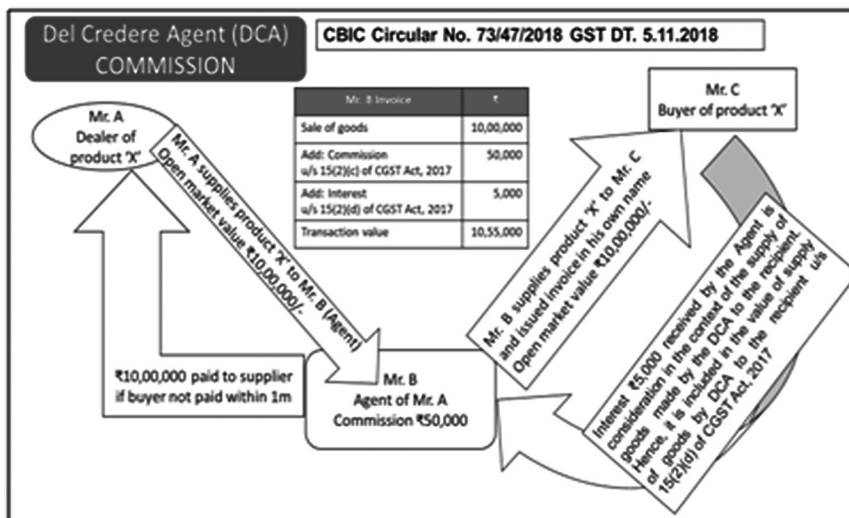 Del Credere Agent (DCA)
COMMISSION
CBIC Circular No. 73/47/2018 GST DT. 5.11.2018
Mr. A
Dealer of
product 'X'
Mr. A supplies product 'X' to Mr. B (Agent)
Open market value ₹10,00,000/-
Mr. B Invoice ₹
Sale of goods 10,00,000
Add: Commission 50,000
u/s 15(2)(c) of CGST Act, 2017
Add: Interest 5,000
u/s 15(2)(d) of CGST Act, 2017
Transaction value 10,55,000
Mr. C
Buyer of product 'X'
Mr. B supplies product 'X' to Mr. C
and issued invoice in his own name
Open market value ₹10,00,000/-
₹10,00,000 paid to supplier
if buyer not paid within 1m
Mr. B
Agent of Mr. A
Commission ₹50,000
Interest ₹5,000 received by the Agent is
consideration in the context of the supply of
goods made by the DCA to the recipient.
Hence, it is included in the value of supply
of goods by DCA to the recipient u/s
15(2)(d) of CGST Act, 2017